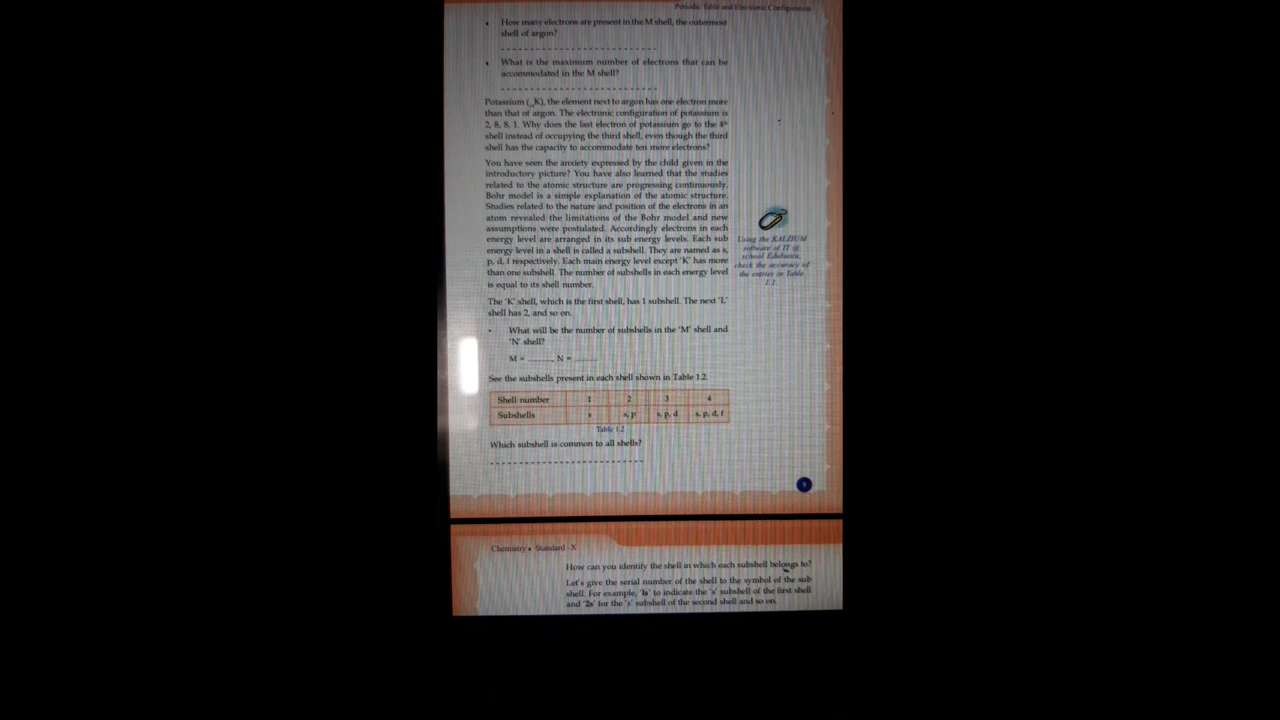 Periodic Table and Electronic Configuration
• How many electrons are present in the M shell, the outermost
shell of argon?
• What is the maximum number of electrons that can be
accommodated in the M shell?
Potassium (₁₉K), the element next to argon has one electron more
than that of argon. The electronic configuration of potassium is
2, 8, 8, 1. Why does the last electron of potassium go to the 4ᵗʰ
shell instead of occupying the third shell, even though the third
shell has the capacity to accommodate ten more electrons?
You have seen the anxiety expressed by the child given in the
introductory picture? You have also learned that the studies
related to the atomic structure are progressing continuously.
Bohr model is a simple explanation of the atomic structure.
Studies related to the nature and position of the electrons in an
atom revealed the limitations of the Bohr model and new
assumptions were postulated. Accordingly electrons in each
energy level are arranged in its sub energy levels. Each sub
energy level in a shell is called a subshell. They are named as s,
p, d, f respectively. Each main energy level except 'K' has more
than one subshell. The number of subshells in each energy level
is equal to its shell number.
Using the KALZIUM
software of IT @
school Edubuntu,
check the accuracy of
the entries in Table
1.1.
The 'K' shell, which is the first shell, has 1 subshell. The next 'L'
shell has 2, and so on.
• What will be the number of subshells in the 'M' shell and
'N' shell?
M = ...... N = ......
See the subshells present in each shell shown in Table 1.2.
Shell number 1 2 3 4
Subshells s s, p s, p, d s, p, d, f
Table 1.2
Which subshell is common to all shells?
Chemistry • Standard - X
How can you identify the shell in which each subshell belongs to?
Let's give the serial number of the shell to the symbol of the sub
shell. For example, '1s' to indicate the 's' subshell of the first shell
and '2s' for the 's' subshell of the second shell and so on.